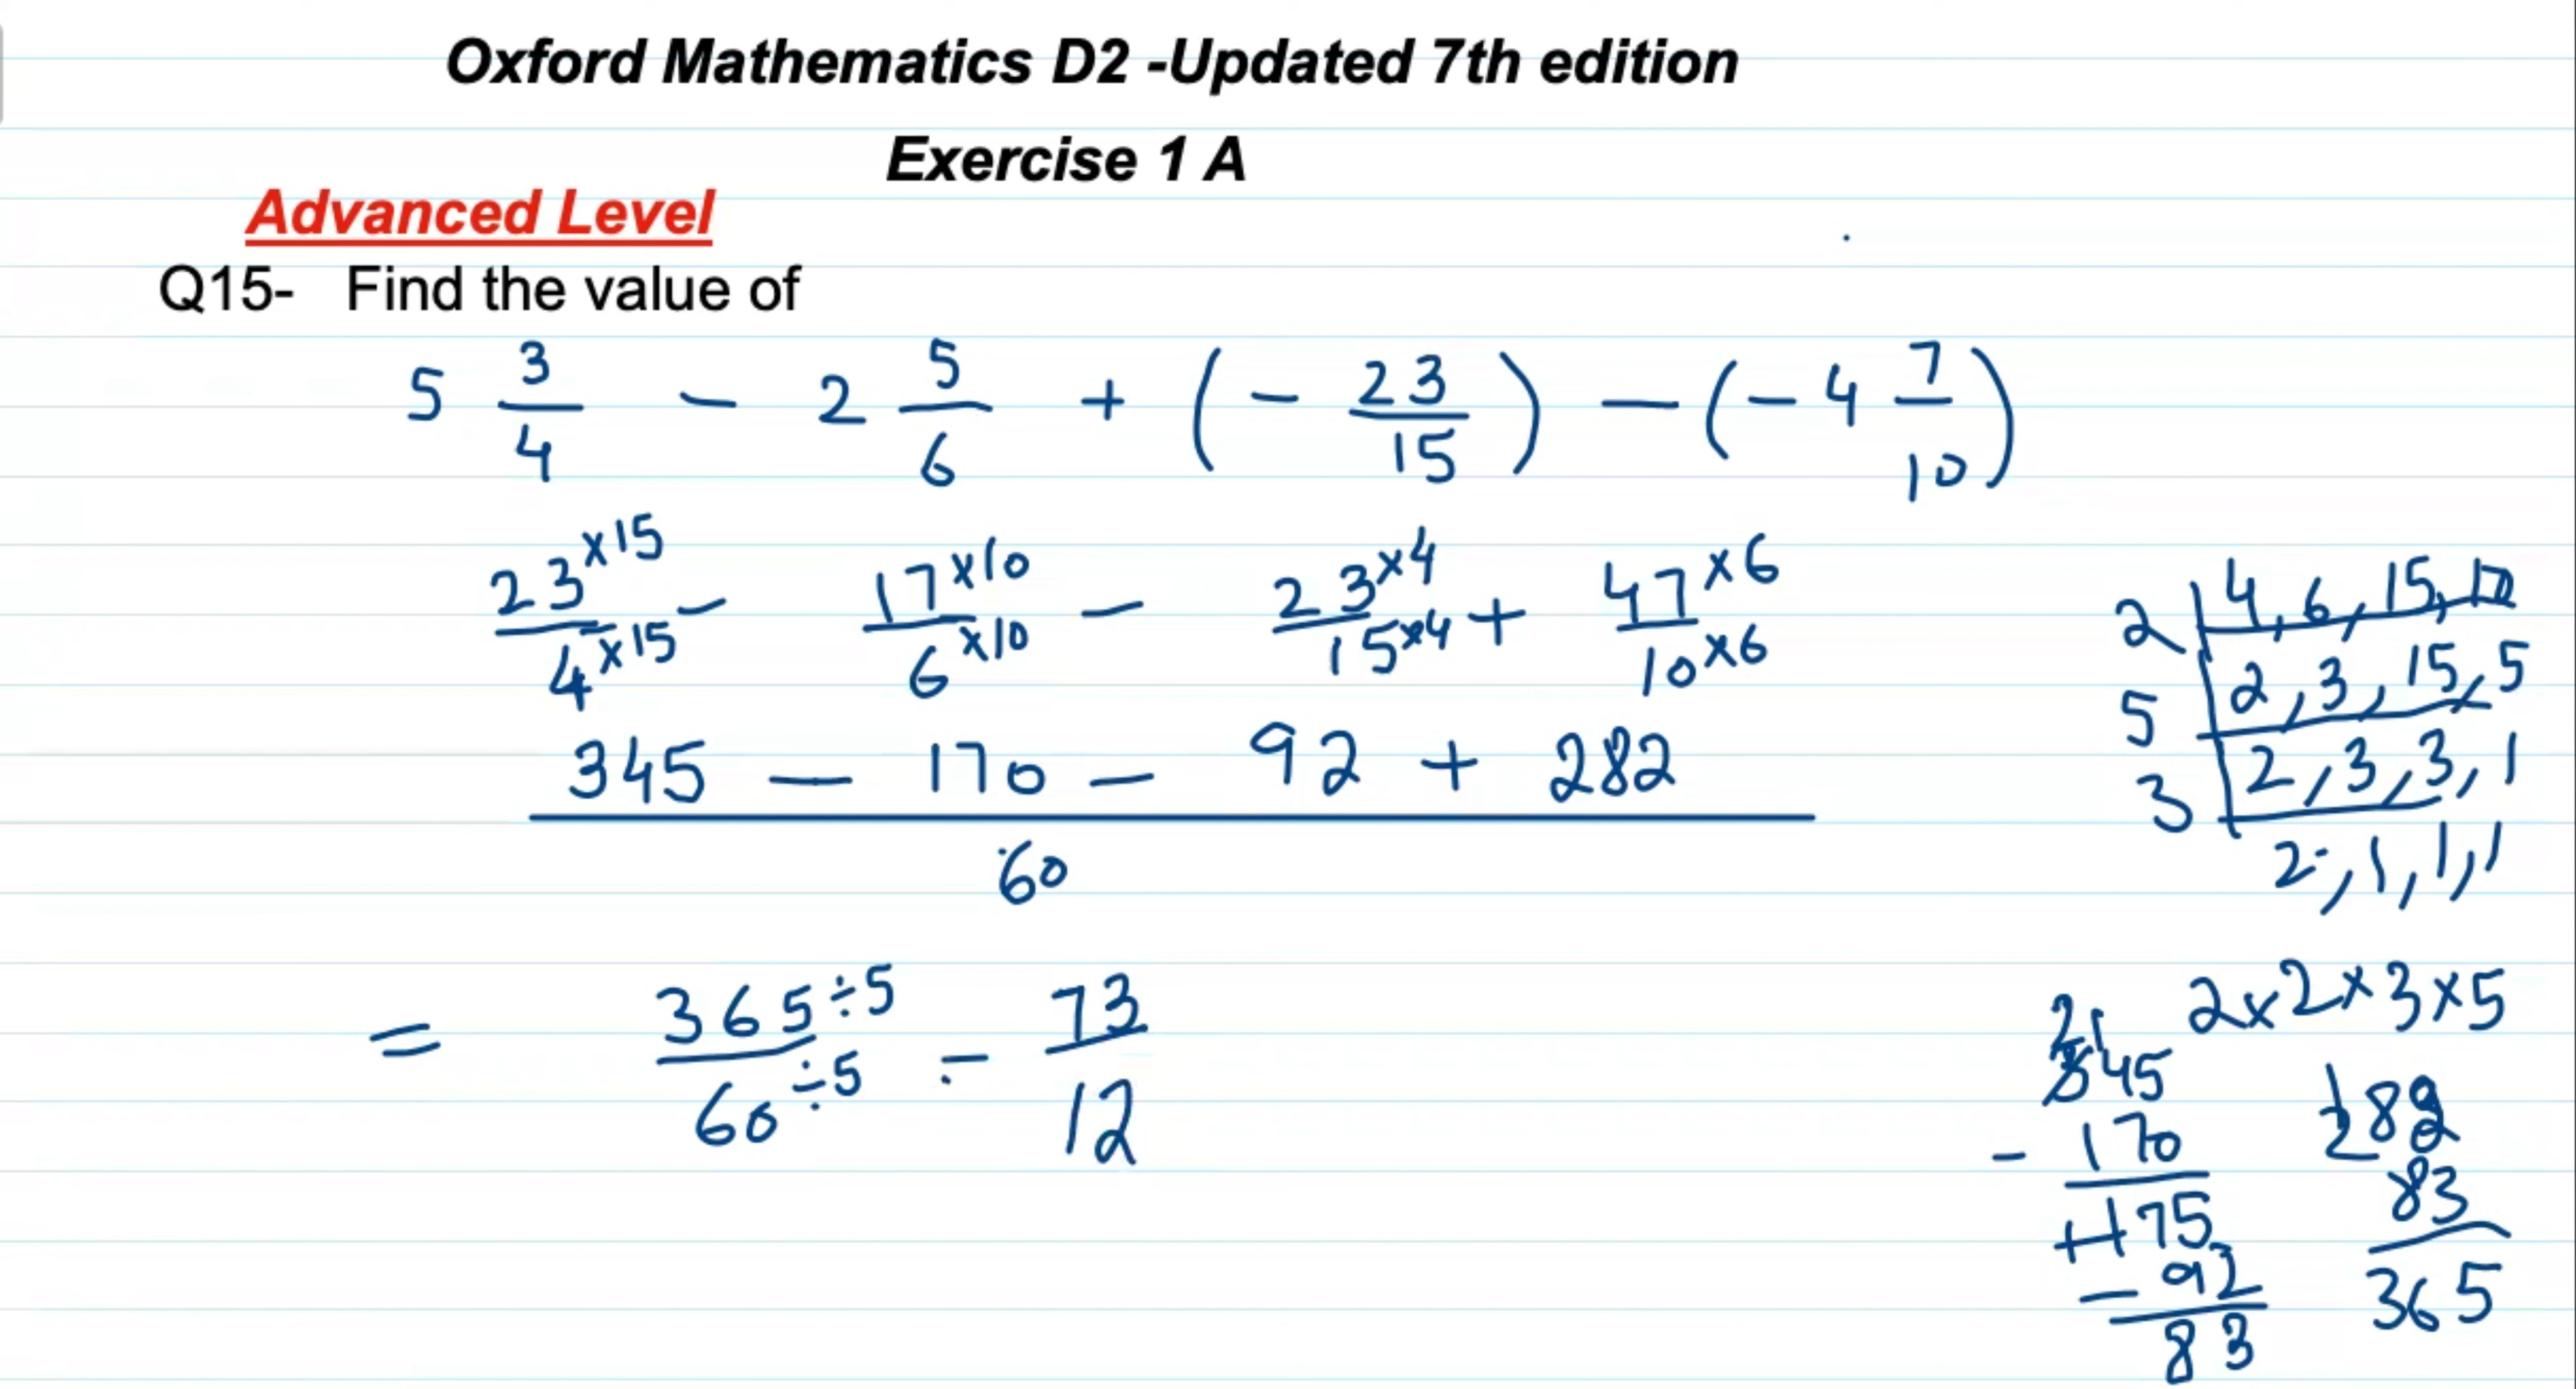 Oxford Mathematics D2 -Updated 7th edition
Exercise 1 A
Advanced Level
Q15- Find the value of
5 3/4 − 2 5/6 + (− 23/15) − (− 4 7/10)
23×15/4×15 − 17×10/6×10 − 23×4/15×4 + 47×6/10×6
345 − 170 − 92 + 282
60
= 365÷5/60÷5 = 73/12
2 | 4, 6, 15, 10
5 | 2, 3, 15, 5
3 | 2, 3, 3, 1
2, 1, 1, 1
2×2×3×5
2 1
345
− 170
175
− 92
83
1
282
83
365